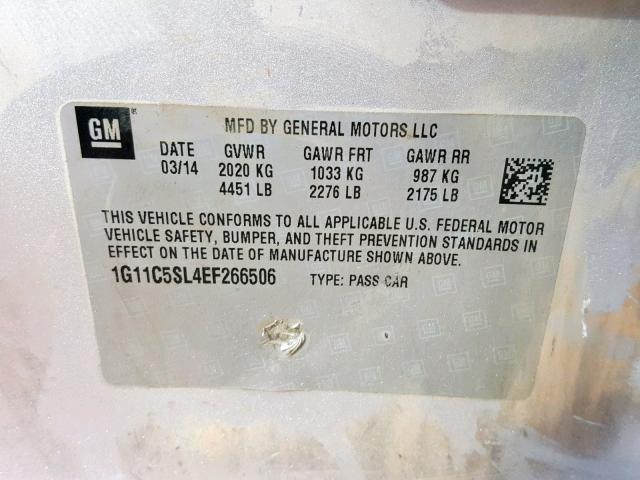 GM
MFD BY GENERAL MOTORS LLC
DATE GVWR GAWR FRT GAWR RR
03/14 2020 KG 1033 KG 987 KG
4451 LB 2276 LB 2175 LB
THIS VEHICLE CONFORMS TO ALL APPLICABLE U.S. FEDERAL MOTOR
VEHICLE SAFETY, BUMPER, AND THEFT PREVENTION STANDARDS IN
EFFECT ON THE DATE OF MANUFACTURE SHOWN ABOVE.
1G11C5SL4EF266506 TYPE: PASS CAR